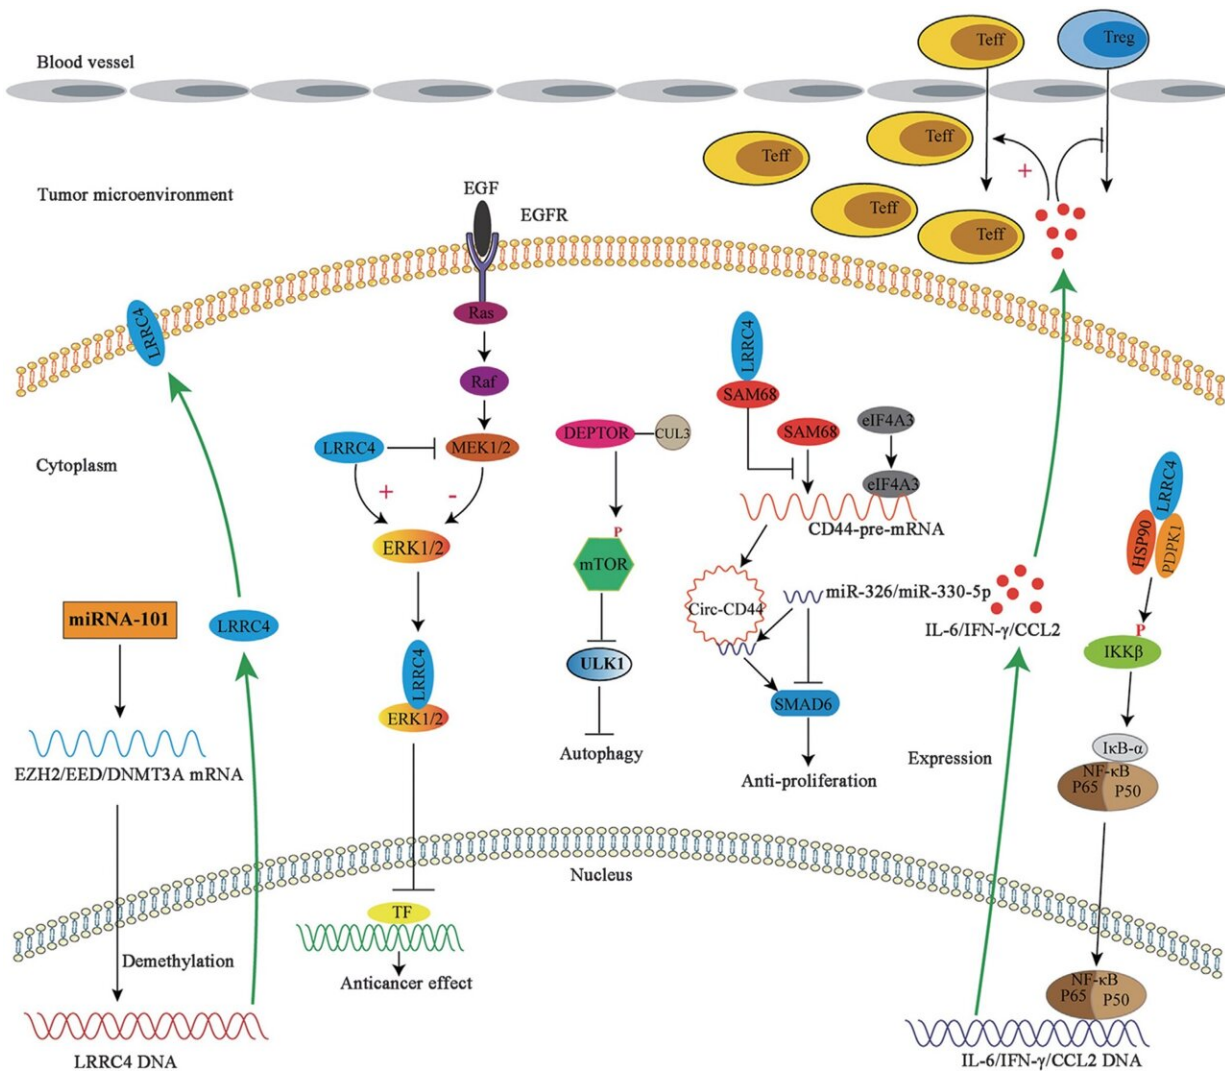 Teff
Treg
Blood vessel
Teff
Teff
+
Tumor microenvironment
EGF
EGFR
Teff
Teff
LRRC4
Ras
LRRC4
Raf
SAM68
eIF4A3
SAM68
DEPTOR
CUL3
LRRC4
MEK1/2
Cytoplasm
+
-
eIF4A3
LRRC4
CD44-pre-mRNA
HSP90
PDPK1
P
ERK1/2
mTOR
miR-326/miR-330-5p
Circ-CD44
miRNA-101
LRRC4
IL-6/IFN-γ/CCL2
P
IKKβ
ULK1
LRRC4
SMAD6
ERK1/2
Autophagy
IκB-α
Expression
NF-κB
P65
P50
EZH2/EED/DNMT3A mRNA
Anti-proliferation
Nucleus
TF
Demethylation
Anticancer effect
NF-κB
P65
P50
LRRC4 DNA
IL-6/IFN-γ/CCL2 DNA